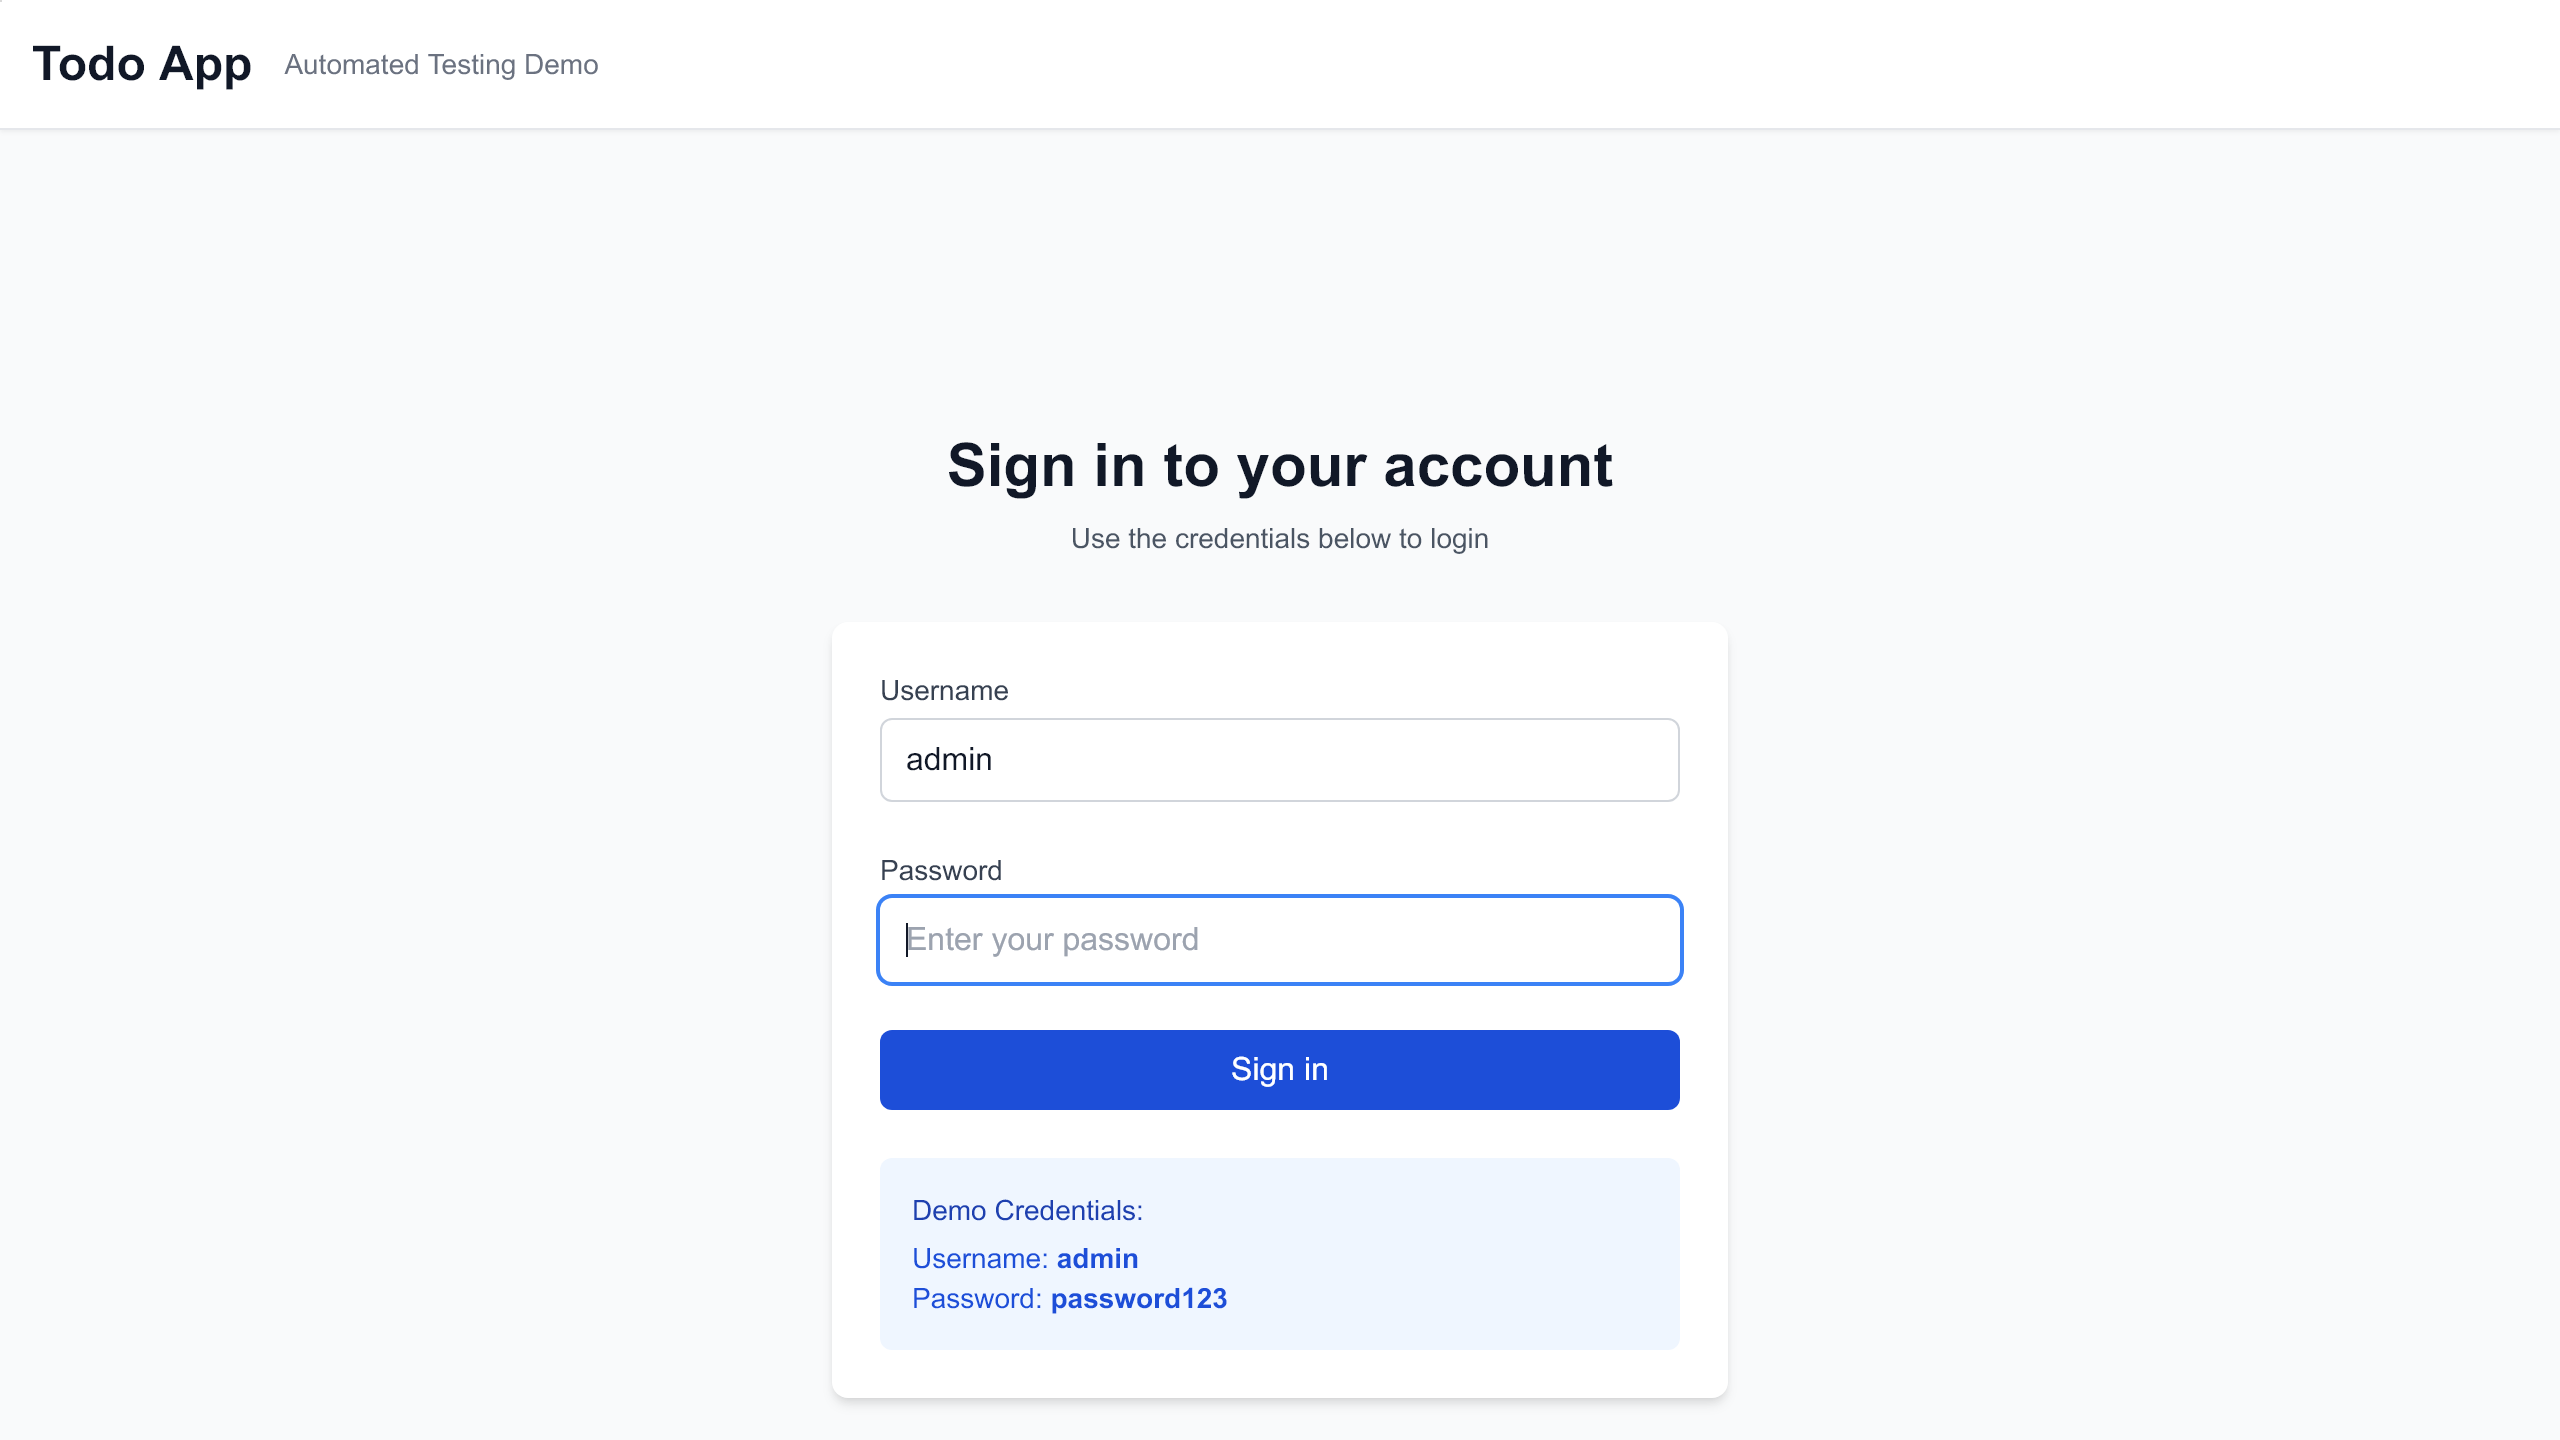 Todo App Automated Testing Demo
Sign in to your account
Use the credentials below to login
Username
admin
Password
Enter your password
Sign in
Demo Credentials:
Username: admin
Password: password123